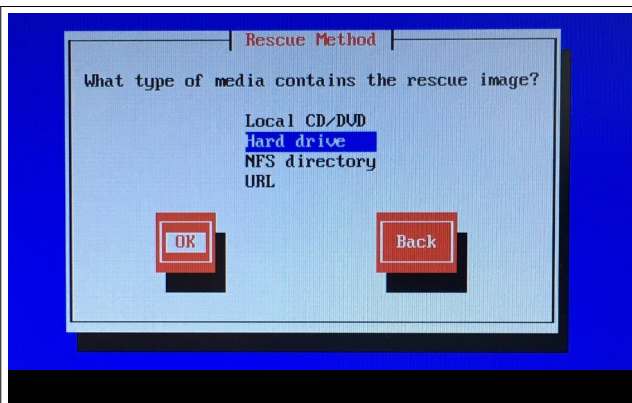 Rescue Method
What type of media contains the rescue image?
Local CD/DVD
Hard drive
NFS directory
URL
OK Back